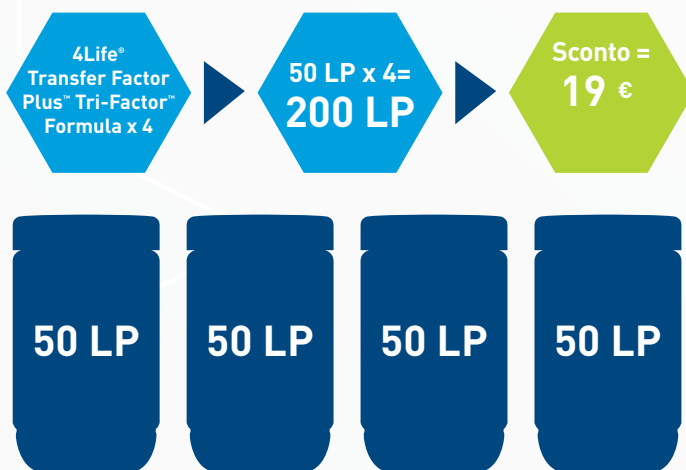 4Life®
Transfer Factor
Plus™ Tri-Factor™
Formula x 4
50 LP x 4=
200 LP
Sconto =
19 €
50 LP
50 LP
50 LP
50 LP